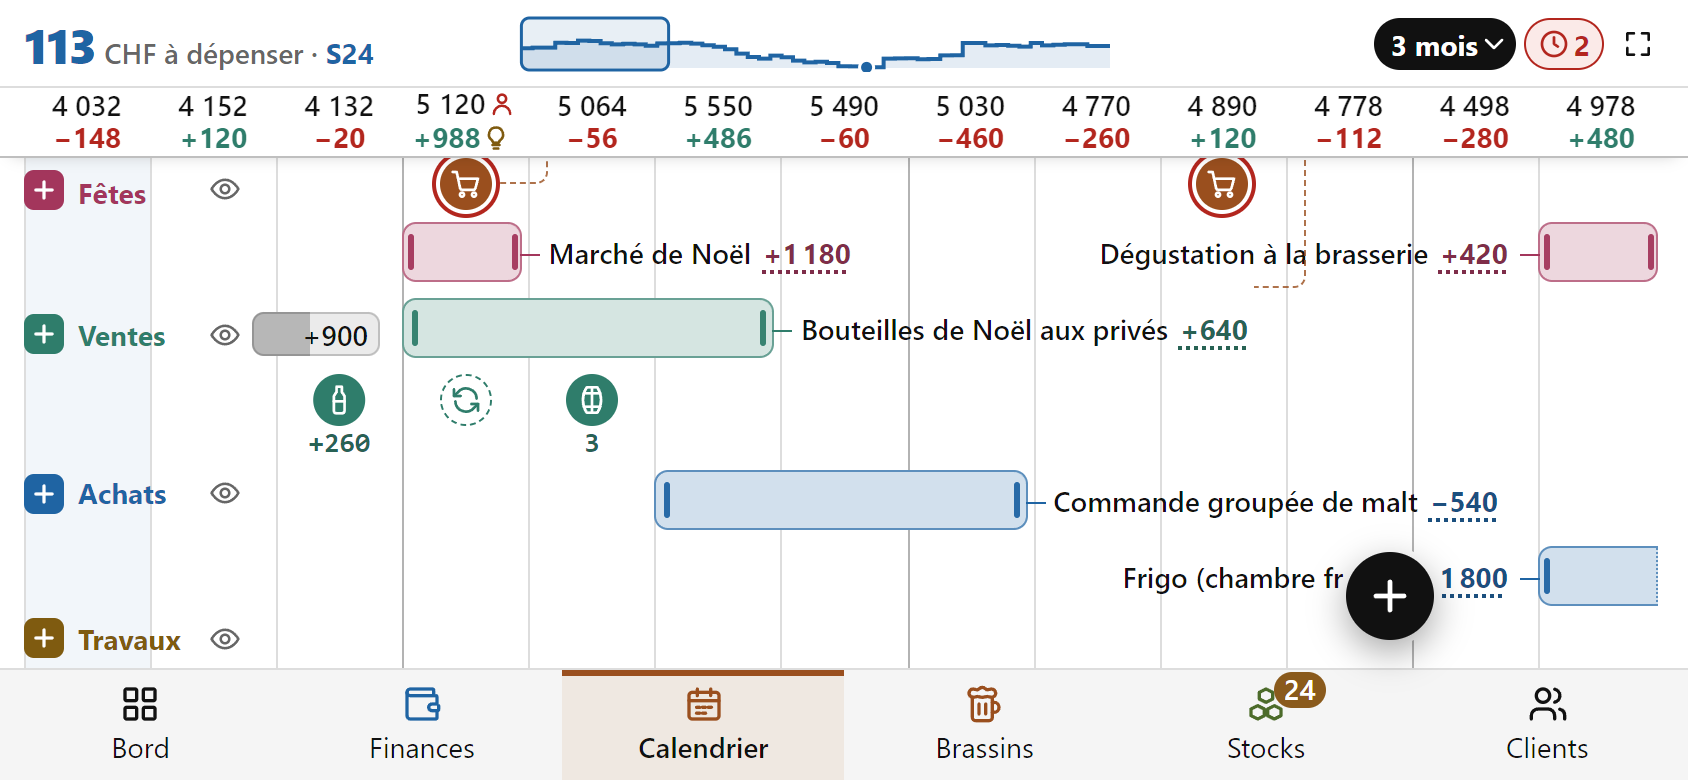 113 CHF à dépenser · S24
3 mois
2
4 032 4 152 4 132 5 120 5 064 5 550 5 490 5 030 4 770 4 890 4 778 4 498 4 978
−148 +120 −20 +988 −56 +486 −60 −460 −260 +120 −112 −280 +480
Fêtes
Marché de Noël +1 180
Dégustation à la brasserie +420
Ventes
+900
Bouteilles de Noël aux privés +640
+260
3
Achats
Commande groupée de malt −540
Frigo (chambre fr
1 800
Travaux
Bord
Finances
Calendrier
Brassins
24
Stocks
Clients